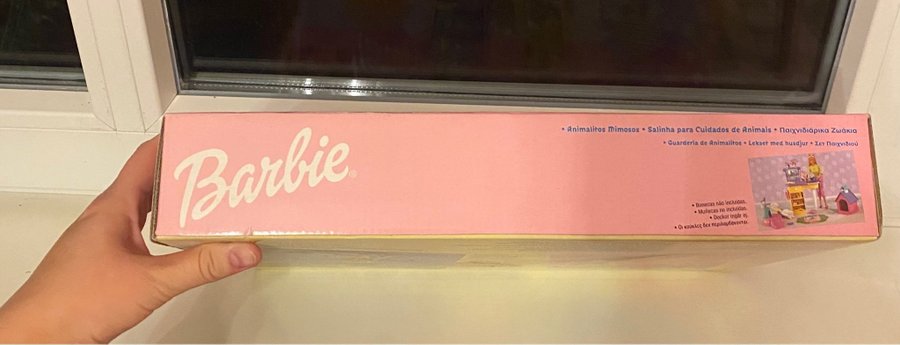 Barbie®
• Animalitos Mimosos • Salinha para Cuidados de Animais • Παιχνιδιάρικα Ζωάκια
• Guardería de Animalitos • Lekset med husdjur • Σετ Παιχνιδιού
• Bonecas não incluídas.
• Muñecas no incluidas.
• Dockor ingår ej.
• Οι κούκλες δεν περιλαμβάνονται.